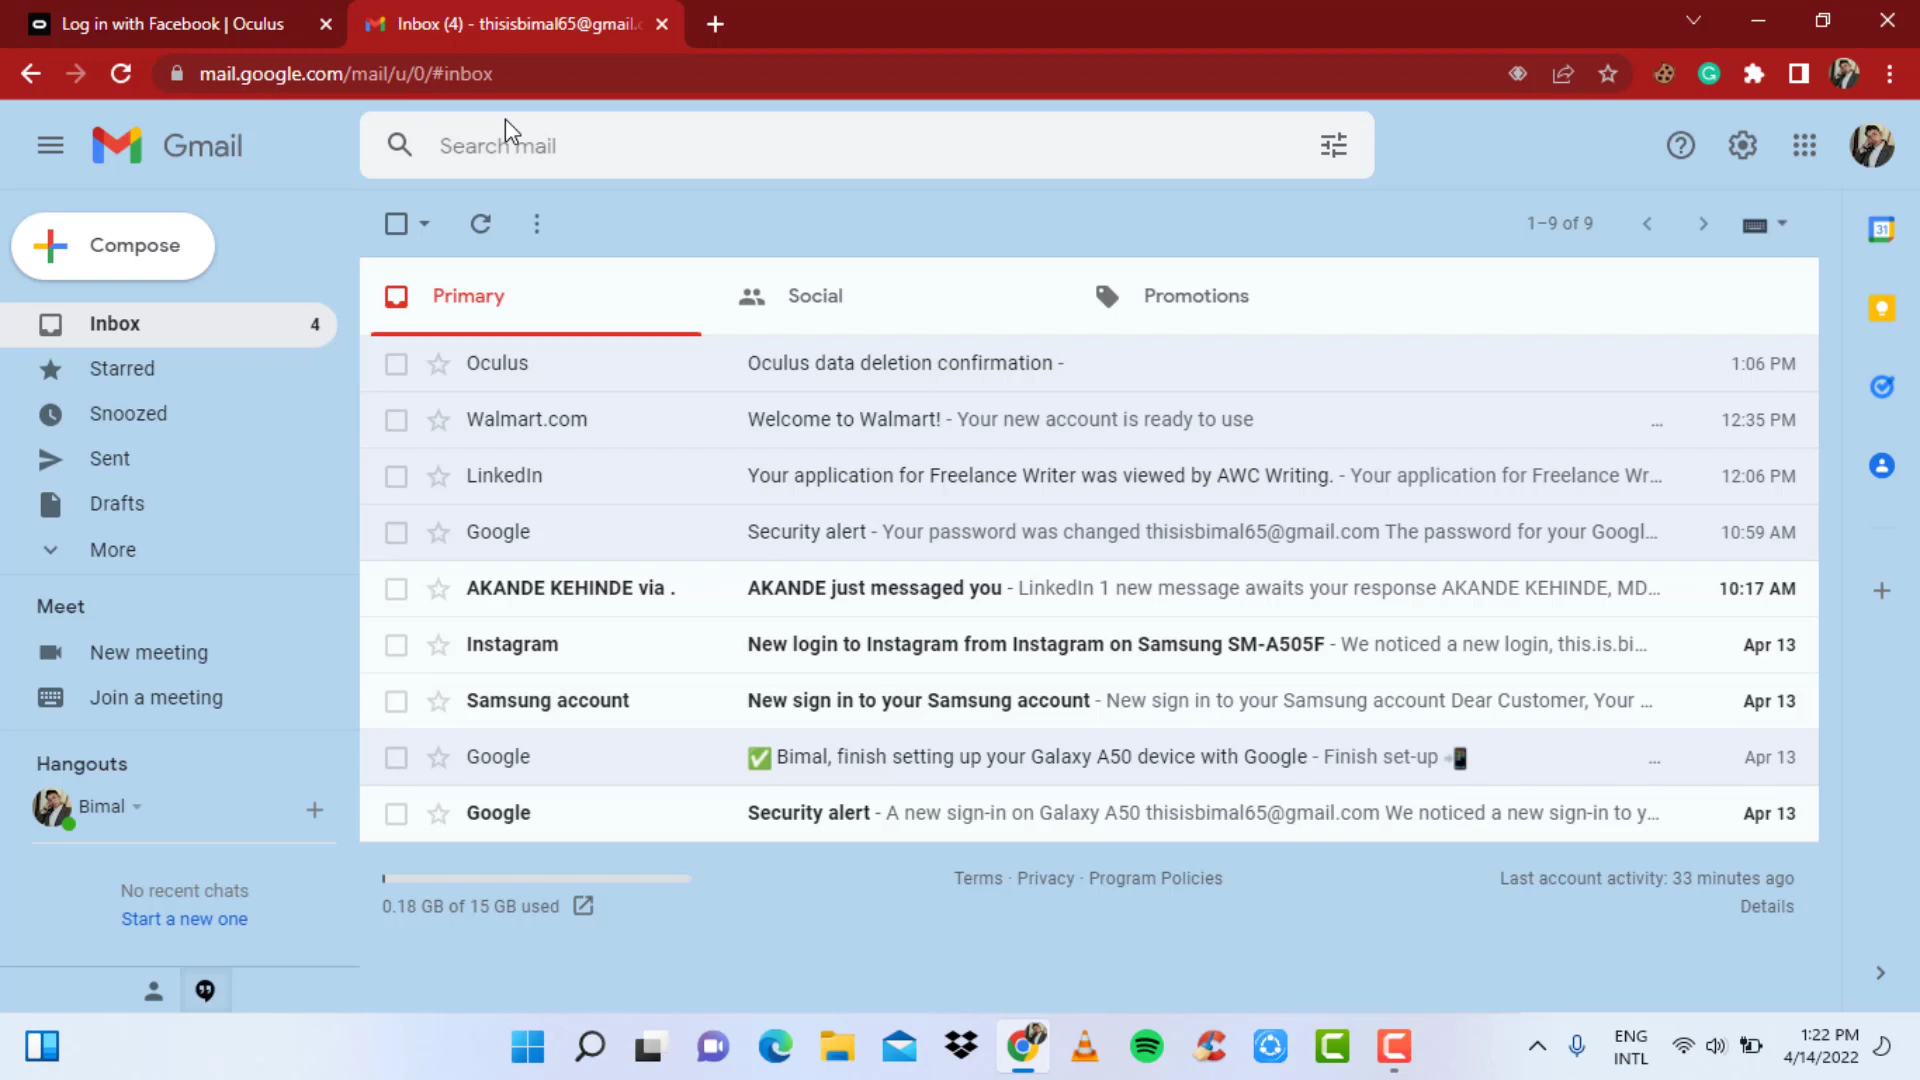 Log in with Facebook | Oculus
Inbox (4) - thisisbimal65@gmail.
mail.google.com/mail/u/0/#inbox
Gmail
Search mail
Compose
1–9 of 9
31
Primary
Social
Promotions
Inbox 4
Starred
Snoozed
Sent
Drafts
More
Oculus Oculus data deletion confirmation - 1:06 PM
Walmart.com Welcome to Walmart! - Your new account is ready to use ... 12:35 PM
LinkedIn Your application for Freelance Writer was viewed by AWC Writing. - Your application for Freelance Wr... 12:06 PM
Google Security alert - Your password was changed thisisbimal65@gmail.com The password for your Googl... 10:59 AM
AKANDE KEHINDE via . AKANDE just messaged you - LinkedIn 1 new message awaits your response AKANDE KEHINDE, MD... 10:17 AM
Instagram New login to Instagram from Instagram on Samsung SM-A505F - We noticed a new login, this.is.bi... Apr 13
Samsung account New sign in to your Samsung account - New sign in to your Samsung account Dear Customer, Your ... Apr 13
Google ✅ Bimal, finish setting up your Galaxy A50 device with Google - Finish set-up 📲 ... Apr 13
Google Security alert - A new sign-in on Galaxy A50 thisisbimal65@gmail.com We noticed a new sign-in to y... Apr 13
Meet
New meeting
Join a meeting
Hangouts
Bimal
No recent chats
Start a new one
0.18 GB of 15 GB used
Terms · Privacy · Program Policies
Last account activity: 33 minutes ago
Details
ENG
INTL
1:22 PM
4/14/2022